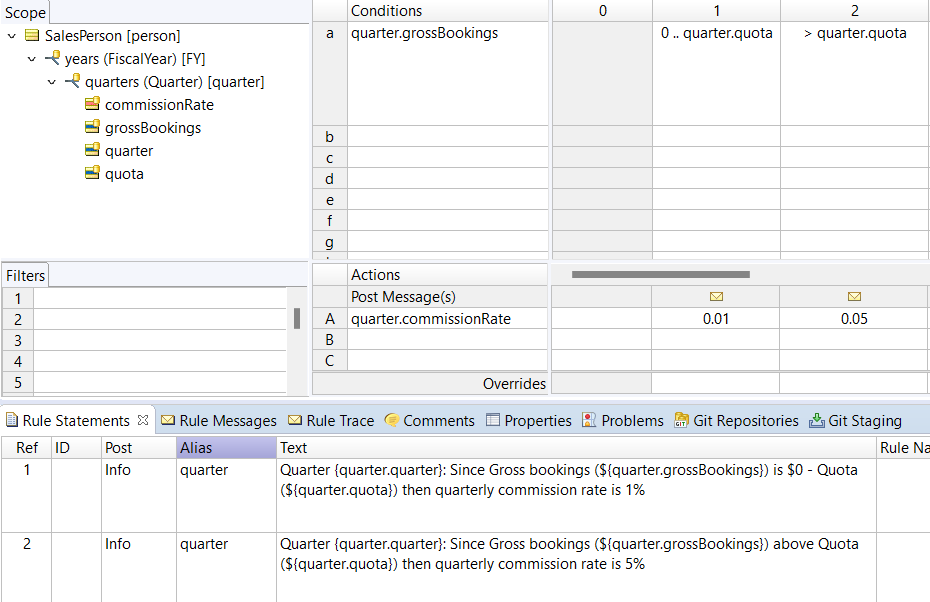 Scope
SalesPerson [person]
years (FiscalYear) [FY]
quarters (Quarter) [quarter]
commissionRate
grossBookings
quarter
quota
Conditions 0 1 2
a quarter.grossBookings 0 .. quarter.quota > quarter.quota
b
c
d
e
f
g
Filters
1
2
3
4
5
Actions
Post Message(s)
A quarter.commissionRate 0.01 0.05
B
C
Overrides
Rule Statements Rule Messages Rule Trace Comments Properties Problems Git Repositories Git Staging
Ref ID Post Alias Text Rule Na
1 Info quarter Quarter {quarter.quarter}: Since Gross bookings (${quarter.grossBookings}) is $0 - Quota
(${quarter.quota}) then quarterly commission rate is 1%
2 Info quarter Quarter {quarter.quarter}: Since Gross bookings (${quarter.grossBookings}) above Quota
(${quarter.quota}) then quarterly commission rate is 5%